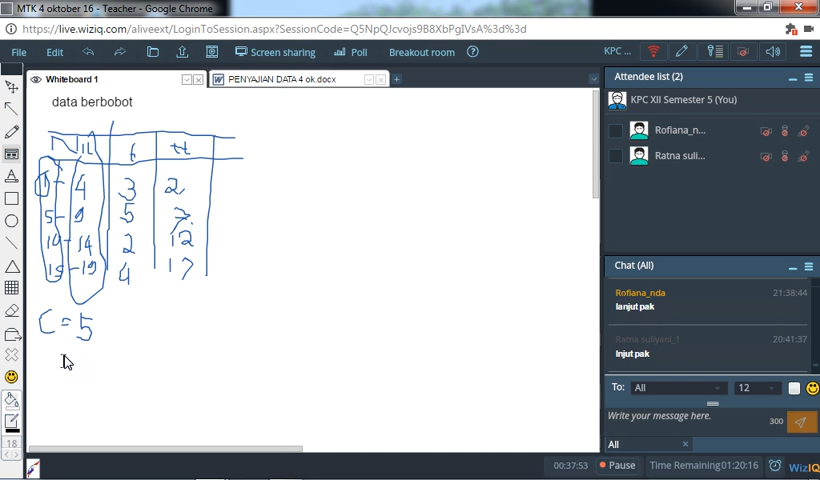 MTK 4 oktober 16 - Teacher - Google Chrome
https://live.wiziq.com/aliveext/LoginToSession.aspx?SessionCode=Q5NpQJcvojs9B8XbPgIVsA%3d%3d
File Edit Screen sharing Poll Breakout room ? KPC ...
Whiteboard 1
PENYAJIAN DATA 4 ok.docx
data berbobot
Nil f tt
1 - 4 3 2
5 - 9 5 7
10 - 14 2 12
15 - 19 4 17
C = 5
18
Attendee list (2)
KPC XII Semester 5 (You)
Rofiana_n...
Ratna suli...
Chat (All)
Rofiana_nda 21:38:44
lanjut pak
Ratna suliyani_1 20:41:37
lnjut pak
To: All 12
Write your message here.
300
All
00:37:53 Pause Time Remaining 01:20:16 WizIQ